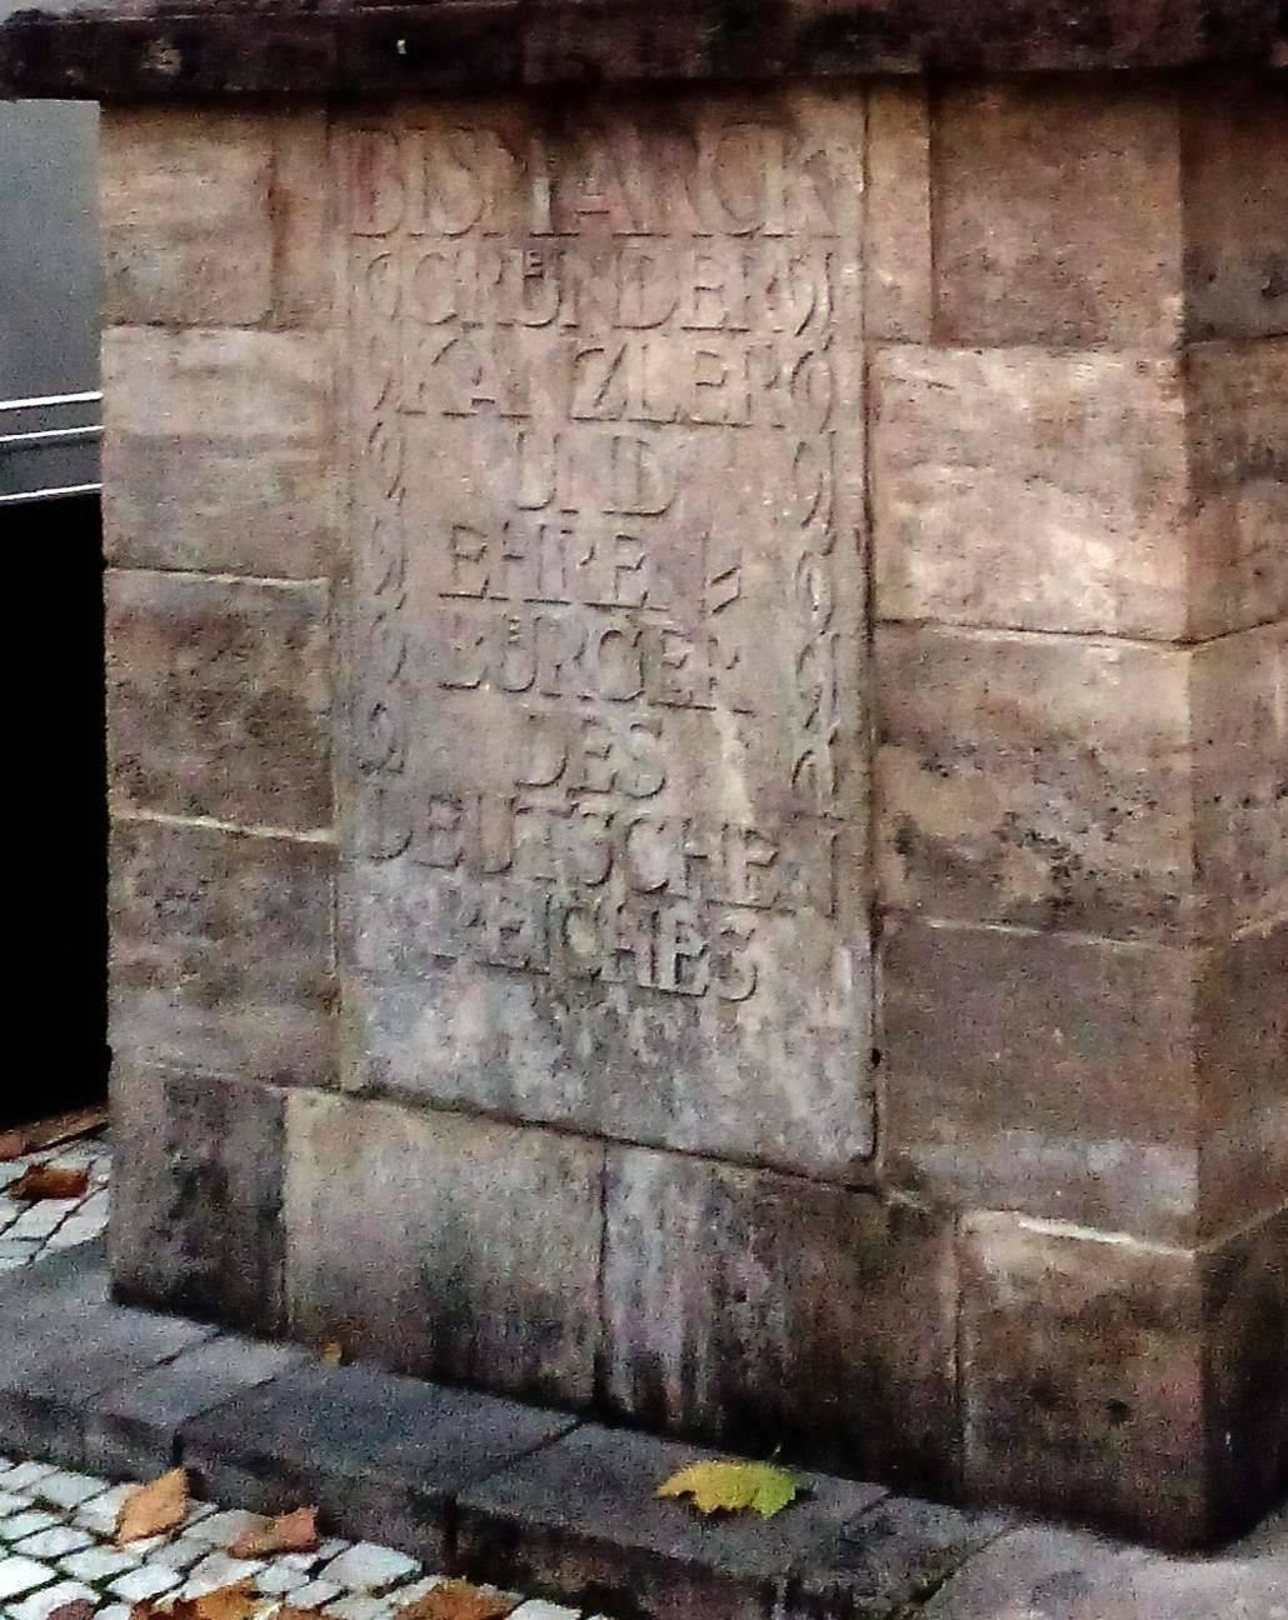 BISMARCK
GRÜNDER
KANZLER
UND
EHREN=
BÜRGER
DES
DEUTSCHEN
REICHES